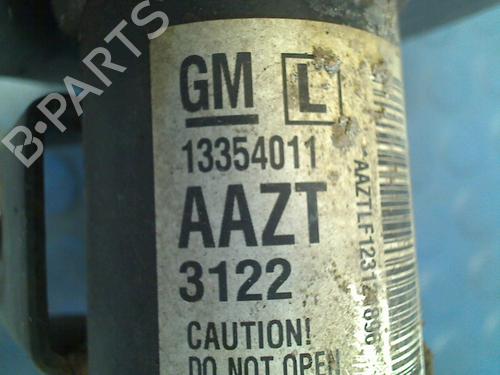 B-PARTS
GM L
13354011
AAZT
3122
CAUTION!
DO NOT OPEN